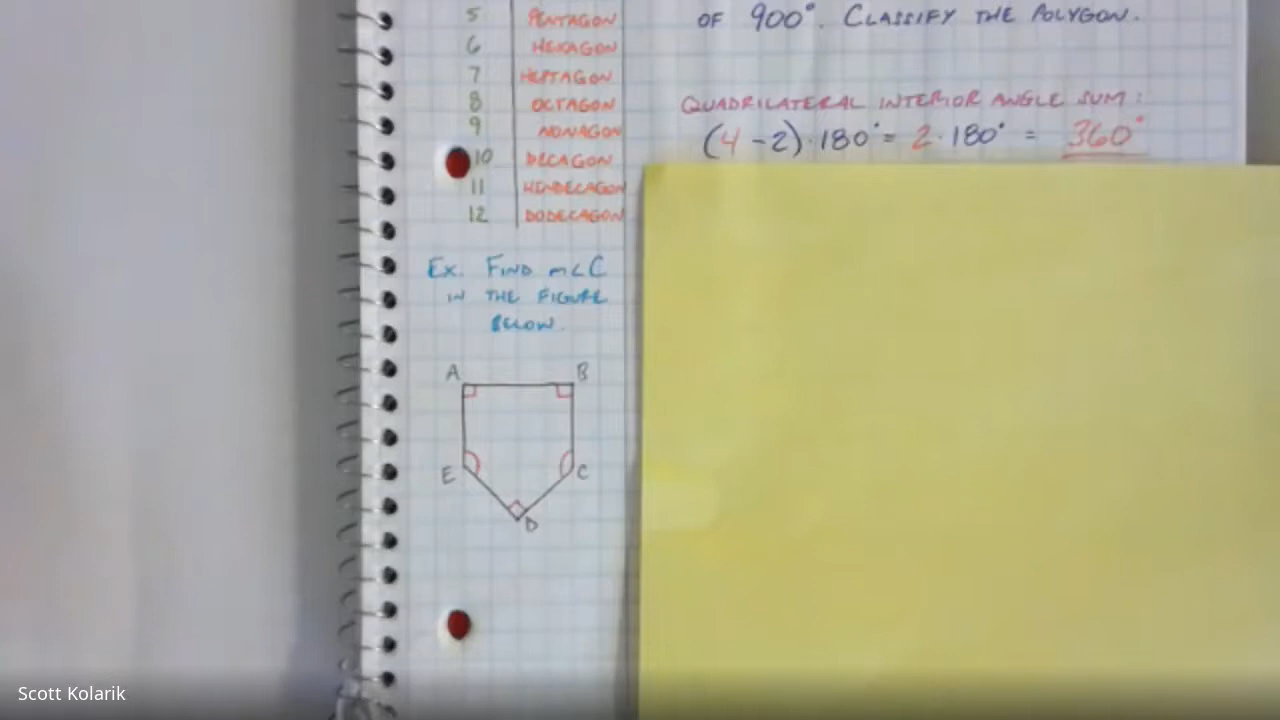 5 PENTAGON
6 HEXAGON
7 HEPTAGON
8 OCTAGON
9 NONAGON
10 DECAGON
11 HENDECAGON
12 DODECAGON
EX. FIND m∠C
IN THE FIGURE
BELOW.
A B
E C
D
OF 900°. CLASSIFY THE POLYGON.
QUADRILATERAL INTERIOR ANGLE SUM:
(4-2)·180° = 2·180° = 360°
Scott Kolarik